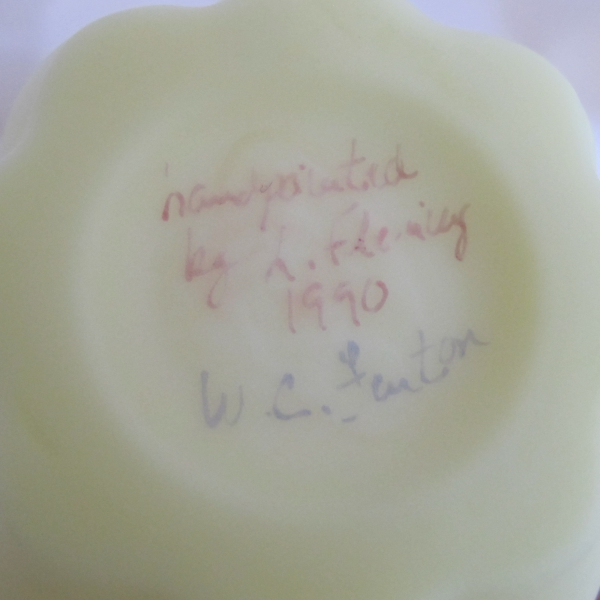 handpainted
by L. Fleming
1990
W.C. Fenton